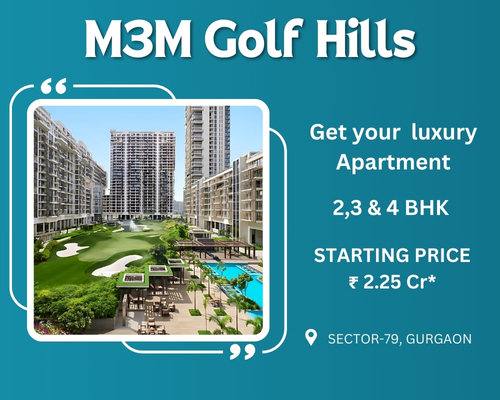 M3M Golf Hills
Get your luxury
Apartment
2,3 & 4 BHK
STARTING PRICE
₹ 2.25 Cr*
SECTOR-79, GURGAON